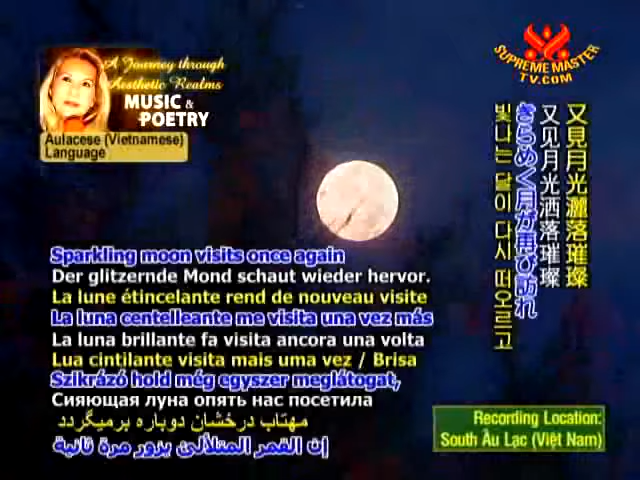 A Journey through
Aesthetic Realms
MUSIC &
POETRY
Aulacese (Vietnamese)
Language
SUPREME MASTER
TV.COM
又見月光灑落璀璨
又见月光洒落璀璨
きらめく月が再び訪れ
빛나는 달이 다시 떠오르고
Sparkling moon visits once again
Der glitzernde Mond schaut wieder hervor.
La lune étincelante rend de nouveau visite
La luna centelleante me visita una vez más
La luna brillante fa visita ancora una volta
Lua cintilante visita mais uma vez / Brisa
Szikrázó hold még egyszer meglátogat,
Сияющая луна опять нас посетила
مهتاب درخشان دوباره برمیگردد
إن القمر المتلألئ يزور مرة ثانية
Recording Location:
South Âu Lạc (Việt Nam)